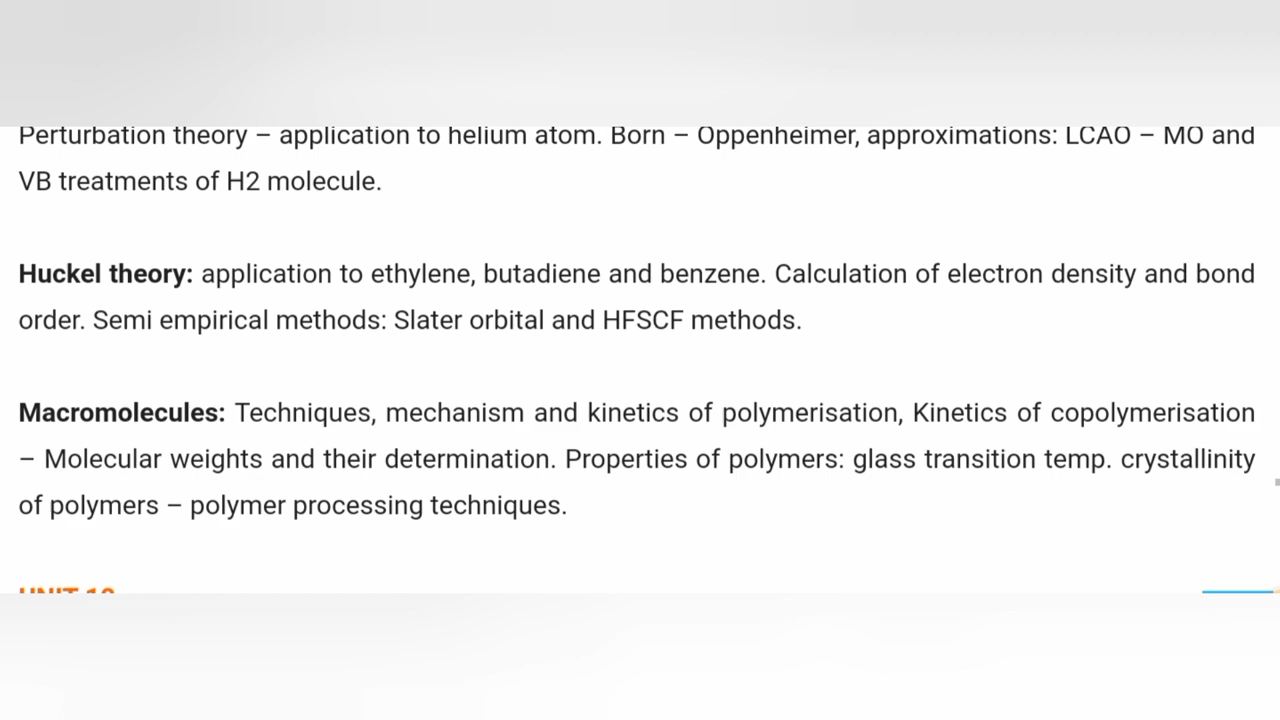 Perturbation theory – application to helium atom. Born – Oppenheimer, approximations: LCAO – MO and
VB treatments of H2 molecule.
Huckel theory: application to ethylene, butadiene and benzene. Calculation of electron density and bond
order. Semi empirical methods: Slater orbital and HFSCF methods.
Macromolecules: Techniques, mechanism and kinetics of polymerisation, Kinetics of copolymerisation
– Molecular weights and their determination. Properties of polymers: glass transition temp. crystallinity
of polymers – polymer processing techniques.
UNIT